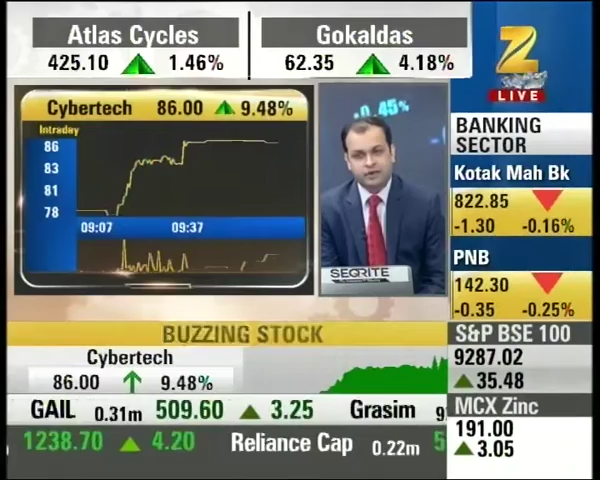 Atlas Cycles
425.10 1.46%
Gokaldas
62.35 4.18%
Z
LIVE
Cybertech 86.00 9.48%
Intraday
86
83
81
78
09:07 09:37
0.45%
SEQRITE
BANKING
SECTOR
Kotak Mah Bk
822.85
-1.30 -0.16%
PNB
142.30
-0.35 -0.25%
BUZZING STOCK
Cybertech
86.00 9.48%
S&P BSE 100
9287.02
35.48
MCX Zinc
191.00
3.05
GAIL 0.31m 509.60 3.25 Grasim
1238.70 4.20 Reliance Cap 0.22m